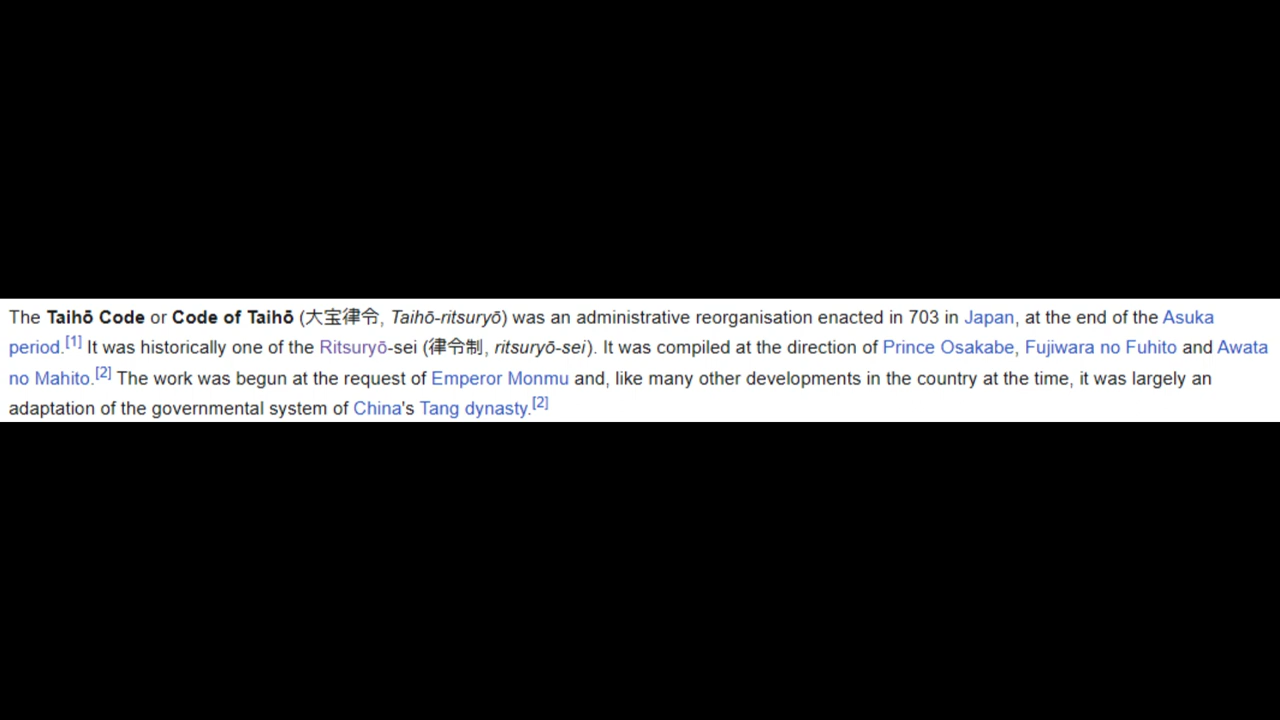 The Taihō Code or Code of Taihō (大宝律令, Taihō-ritsuryō) was an administrative reorganisation enacted in 703 in Japan, at the end of the Asuka
period.[1] It was historically one of the Ritsuryō-sei (律令制, ritsuryō-sei). It was compiled at the direction of Prince Osakabe, Fujiwara no Fuhito and Awata
no Mahito.[2] The work was begun at the request of Emperor Monmu and, like many other developments in the country at the time, it was largely an
adaptation of the governmental system of China's Tang dynasty.[2]